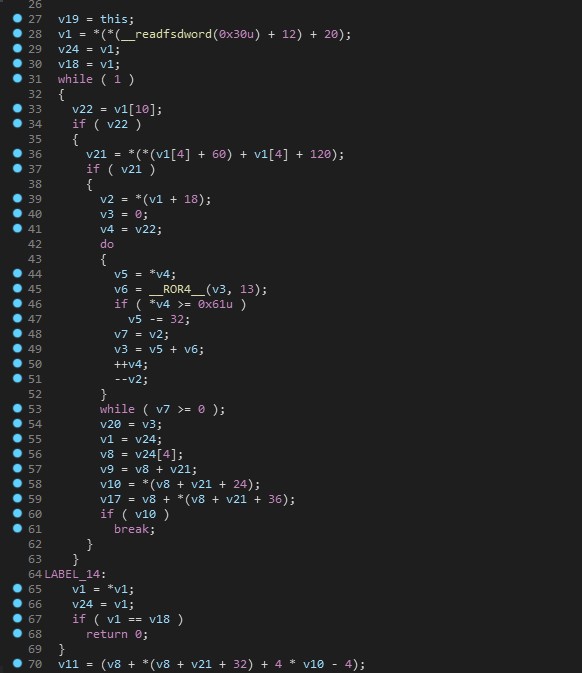 26
27 v19 = this;
28 v1 = *(*(__readfsdword(0x30u) + 12) + 20);
29 v24 = v1;
30 v18 = v1;
31 while ( 1 )
32 {
33 v22 = v1[10];
34 if ( v22 )
35 {
36 v21 = *(*(v1[4] + 60) + v1[4] + 120);
37 if ( v21 )
38 {
39 v2 = *(v1 + 18);
40 v3 = 0;
41 v4 = v22;
42 do
43 {
44 v5 = *v4;
45 v6 = __ROR4__(v3, 13);
46 if ( *v4 >= 0x61u )
47 v5 -= 32;
48 v7 = v2;
49 v3 = v5 + v6;
50 ++v4;
51 --v2;
52 }
53 while ( v7 >= 0 );
54 v20 = v3;
55 v1 = v24;
56 v8 = v24[4];
57 v9 = v8 + v21;
58 v10 = *(v8 + v21 + 24);
59 v17 = v8 + *(v8 + v21 + 36);
60 if ( v10 )
61 break;
62 }
63 }
64 LABEL_14:
65 v1 = *v1;
66 v24 = v1;
67 if ( v1 == v18 )
68 return 0;
69 }
70 v11 = (v8 + *(v8 + v21 + 32) + 4 * v10 - 4);